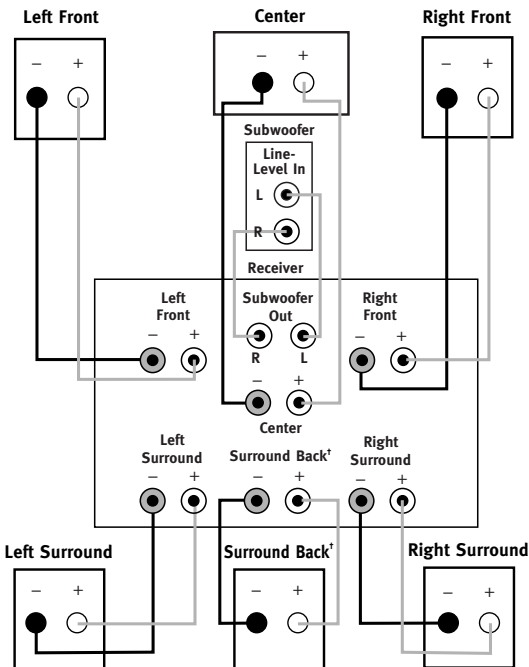 Left Front
Center
Right Front
− +
− +
− +
Subwoofer
Line-
Level In
L
R
Receiver
Left
Front
Subwoofer
Out
Right
Front
− +
R L
− +
− +
Center
Left
Surround
Surround Back†
Right
Surround
− +
− +
− +
Left Surround
Surround Back†
Right Surround
− +
− +
− +